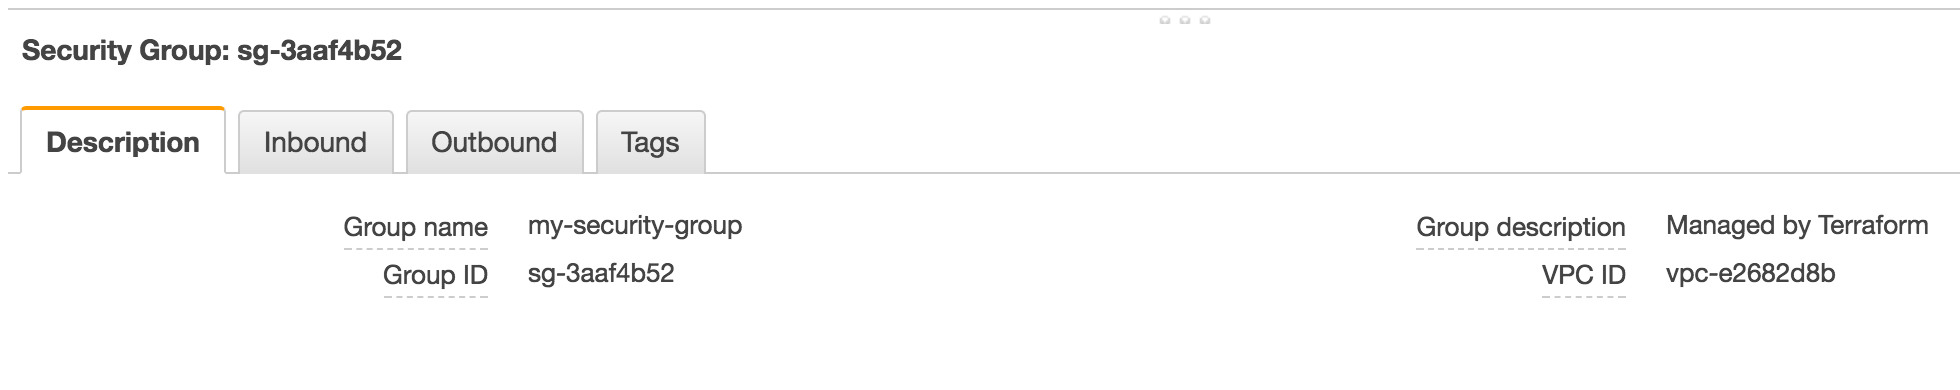 Security Group: sg-3aaf4b52
Description Inbound Outbound Tags
Group name my-security-group Group description Managed by Terraform
Group ID sg-3aaf4b52 VPC ID vpc-e2682d8b